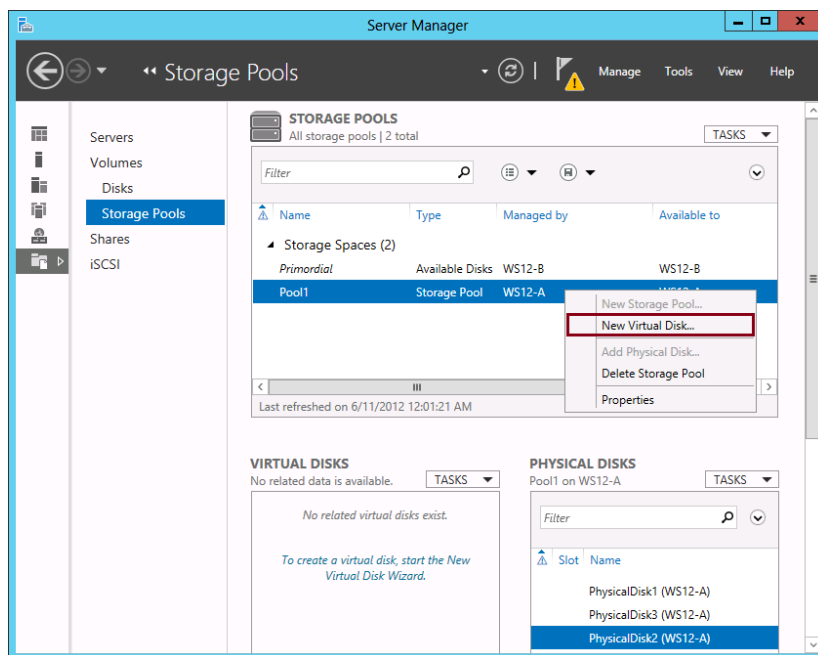 Server Manager
Storage Pools
Manage Tools View Help
Servers
Volumes
Disks
Storage Pools
Shares
iSCSI
STORAGE POOLS
All storage pools | 2 total
TASKS
Filter
Name Type Managed by Available to
Storage Spaces (2)
Primordial Available Disks WS12-B WS12-B
Pool1 Storage Pool WS12-A WS12-A
New Storage Pool...
New Virtual Disk...
Add Physical Disk...
Delete Storage Pool
Properties
Last refreshed on 6/11/2012 12:01:21 AM
VIRTUAL DISKS
No related data is available.
TASKS
No related virtual disks exist.
To create a virtual disk, start the New
Virtual Disk Wizard.
PHYSICAL DISKS
Pool1 on WS12-A
TASKS
Filter
Slot Name
PhysicalDisk1 (WS12-A)
PhysicalDisk3 (WS12-A)
PhysicalDisk2 (WS12-A)